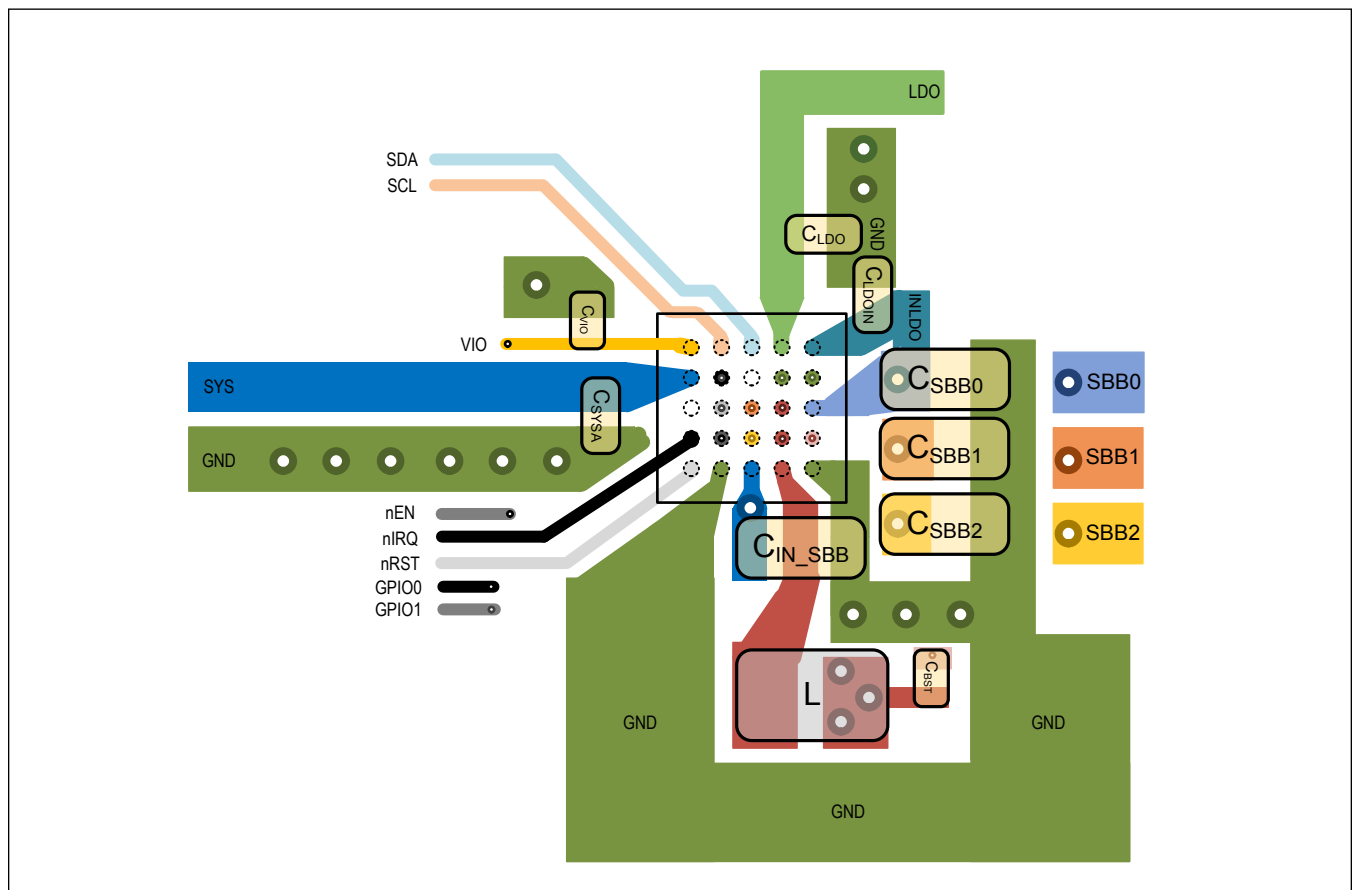 LDO
SDA
SCL
CLDO
GND
CLDOIN
INLDO
CVIO
VIO
SYS
CSYSA
GND
CSBB0
SBB0
CSBB1
SBB1
CSBB2
SBB2
nEN
nIRQ
nRST
GPIO0
GPIO1
CIN_SBB
L
CBST
GND
GND
GND